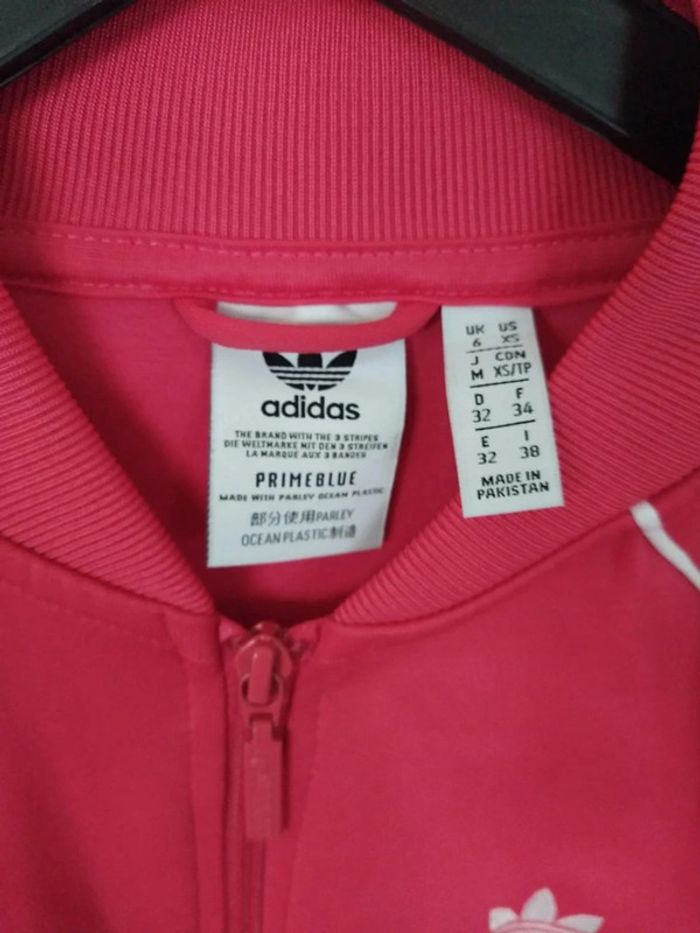 adidas
THE BRAND WITH THE 3 STRIPES
DIE WELTMARKE MIT DEN 3 STREIFEN
LA MARQUE AUX 3 BANDES
PRIMEBLUE
MADE WITH PARLEY OCEAN PLASTIC
部分使用PARLEY
OCEAN PLASTIC制造
UK US
6 XS
J CDN
M XS/TP
D F
32 34
E I
32 38
MADE IN
PAKISTAN